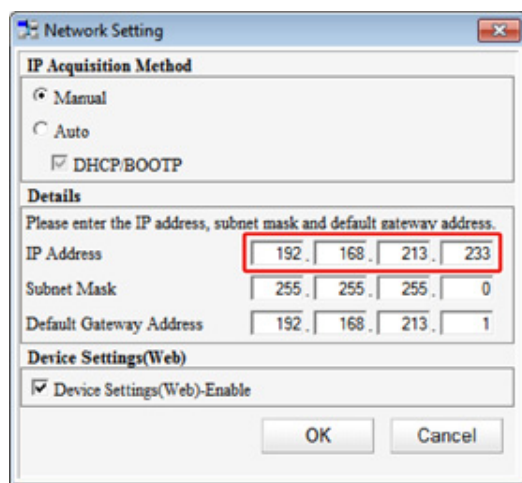 Network Setting
IP Acquisition Method
Manual
Auto
DHCP/BOOTP
Details
Please enter the IP address, subnet mask and default gateway address.
IP Address 192. 168. 213. 233
Subnet Mask 255. 255. 255. 0
Default Gateway Address 192. 168. 213. 1
Device Settings(Web)
Device Settings(Web)-Enable
OK Cancel